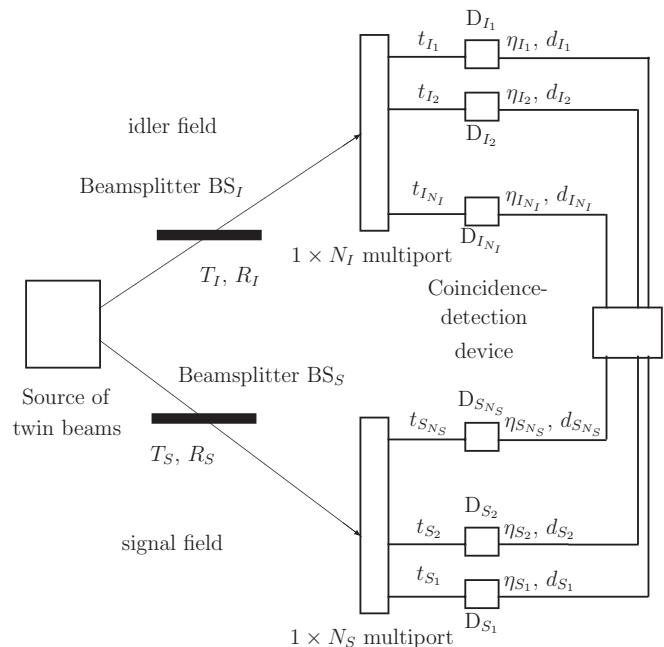 D_{I_1}
t_{I_1}
η_{I_1}, d_{I_1}
t_{I_2}
η_{I_2}, d_{I_2}
D_{I_2}
idler field
Beamsplitter BS_I
t_{I_{N_I}}
η_{I_{N_I}}, d_{I_{N_I}}
D_{I_{N_I}}
1 × N_I multiport
T_I, R_I
Coincidence-
detection
device
Beamsplitter BS_S
Source of
twin beams
D_{S_{N_S}}
t_{S_{N_S}}
η_{S_{N_S}}, d_{S_{N_S}}
T_S, R_S
D_{S_2}
t_{S_2}
η_{S_2}, d_{S_2}
signal field
t_{S_1}
η_{S_1}, d_{S_1}
D_{S_1}
1 × N_S multiport